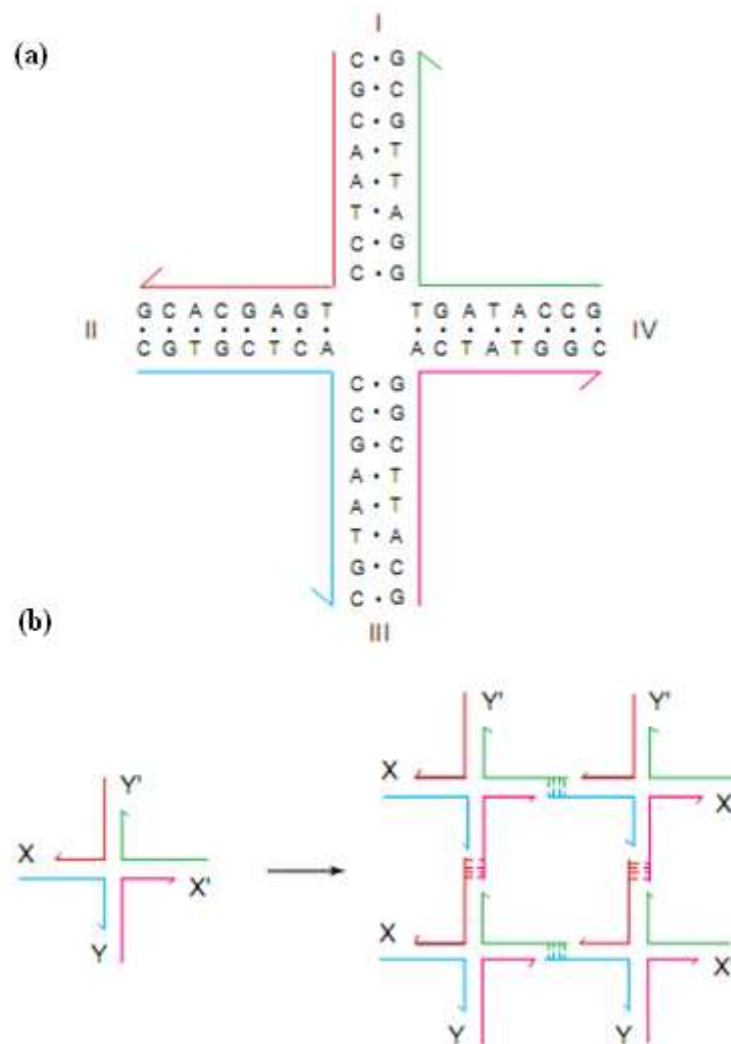 I
(a)
C • G
G • C
C • G
A • T
A • T
T • A
C • G
C • G
G C A C G A G T T G A T A C C G
II • • • • • • • • • • • • • • • • IV
C G T G C T C A A C T A T G G C
C • G
C • G
G • C
A • T
A • T
T • A
G • C
C • G
III
(b)
Y' Y'
X X'
Y'
X
X'
X X'
Y
Y Y